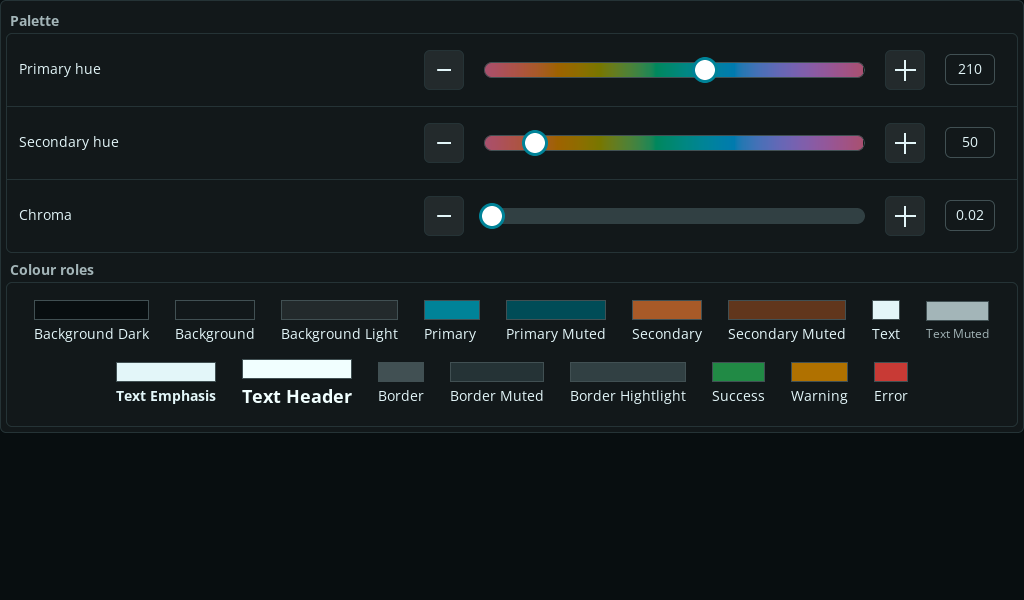 Palette
Primary hue 210
Secondary hue 50
Chroma 0.02
Colour roles
Background Dark Background Background Light Primary Primary Muted Secondary Secondary Muted Text Text Muted
Text Emphasis Text Header Border Border Muted Border Hightlight Success Warning Error